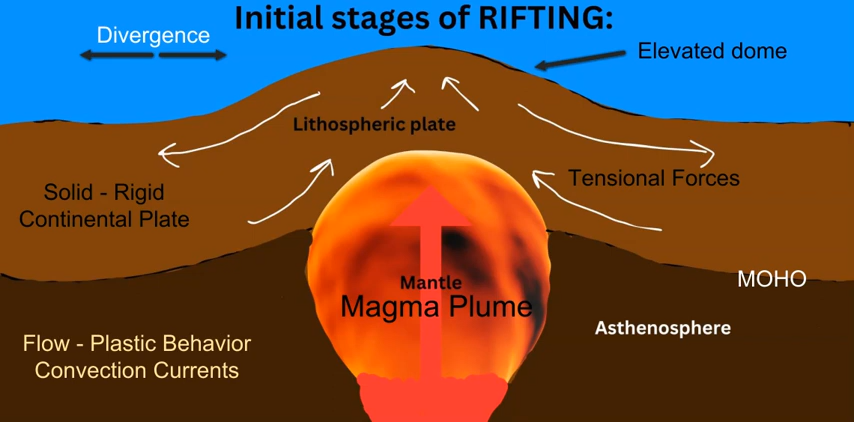 Initial stages of RIFTING:
Divergence
Elevated dome
Lithospheric plate
Solid - Rigid
Continental Plate
Tensional Forces
MOHO
Mantle
Magma Plume
Asthenosphere
Flow - Plastic Behavior
Convection Currents